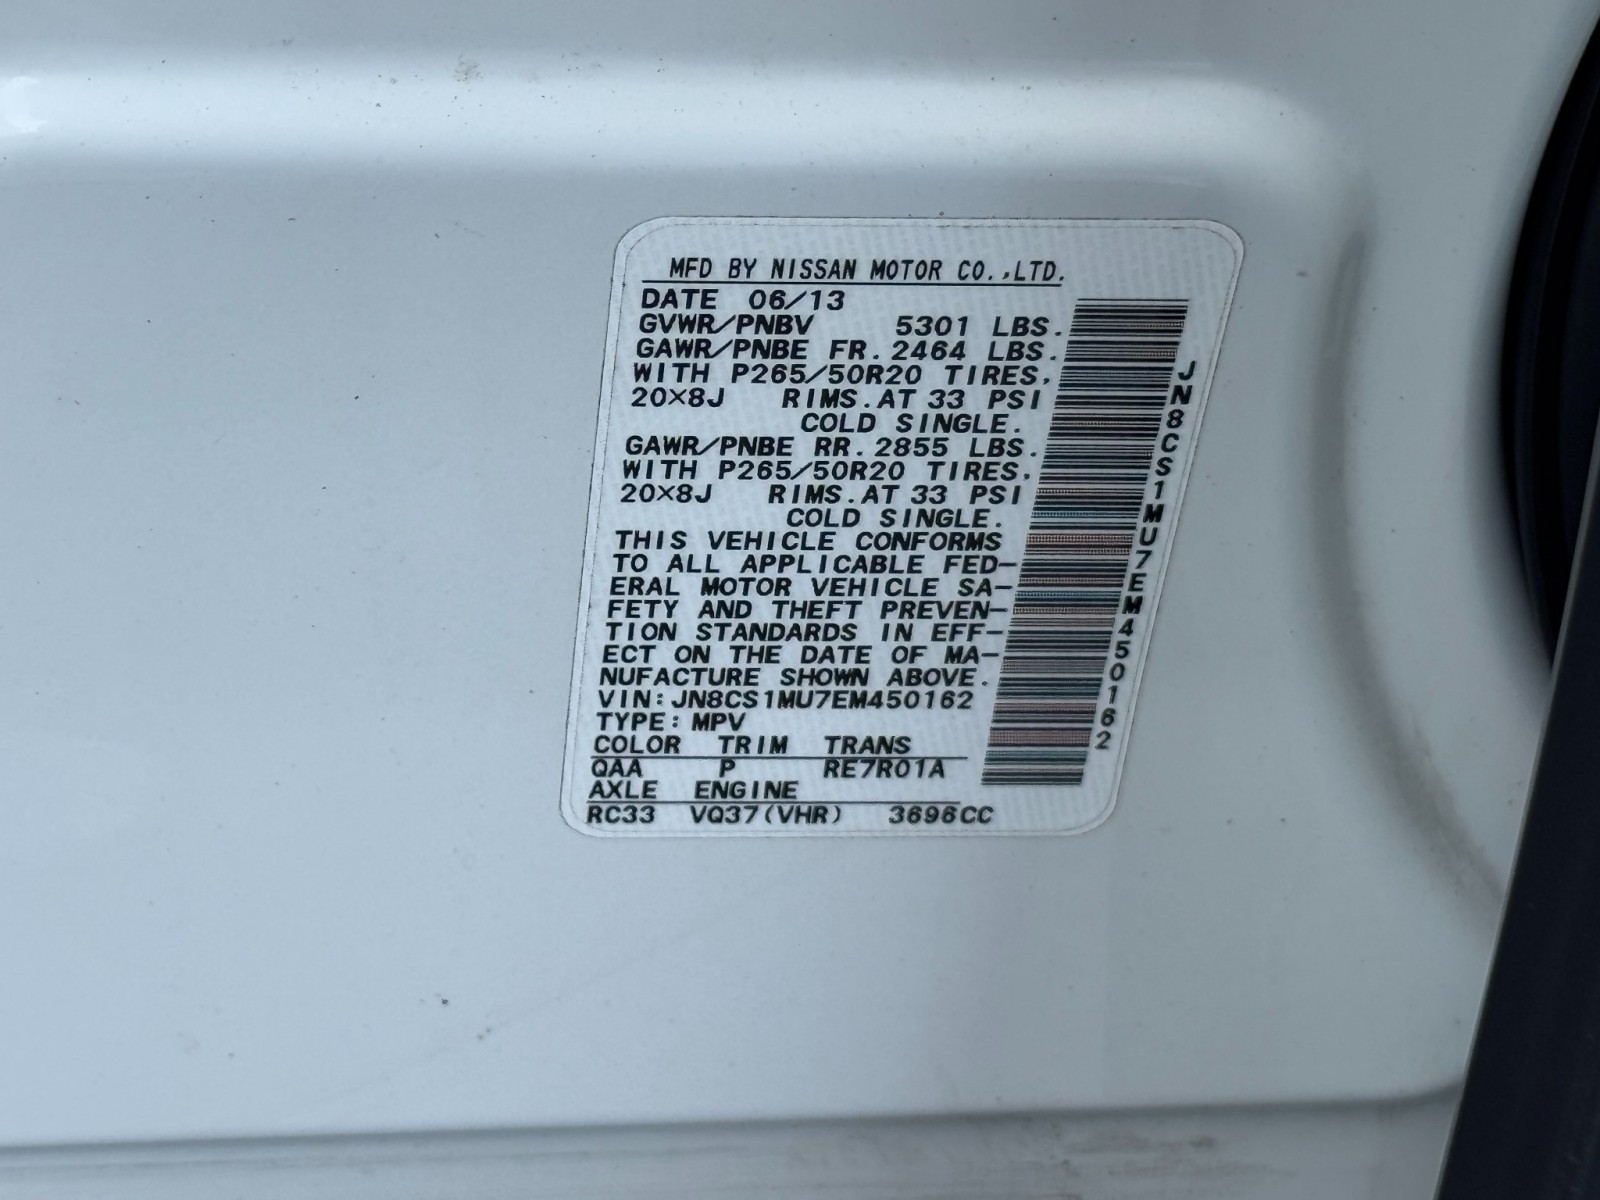 MFD BY NISSAN MOTOR CO.,LTD.
DATE 06/13
GVWR/PNBV 5301 LBS.
GAWR/PNBE FR. 2464 LBS.
WITH P265/50R20 TIRES,
20×8J RIMS.AT 33 PSI
COLD SINGLE.
GAWR/PNBE RR. 2855 LBS.
WITH P265/50R20 TIRES,
20×8J RIMS.AT 33 PSI
COLD SINGLE.
THIS VEHICLE CONFORMS
TO ALL APPLICABLE FED-
ERAL MOTOR VEHICLE SA-
FETY AND THEFT PREVEN-
TION STANDARDS IN EFF-
ECT ON THE DATE OF MA-
NUFACTURE SHOWN ABOVE.
VIN:JN8CS1MU7EM450162
TYPE:MPV
COLOR TRIM TRANS
QAA P RE7R01A
AXLE ENGINE
RC33 VQ37(VHR) 3696CC
JN8CS1MU7EM450162